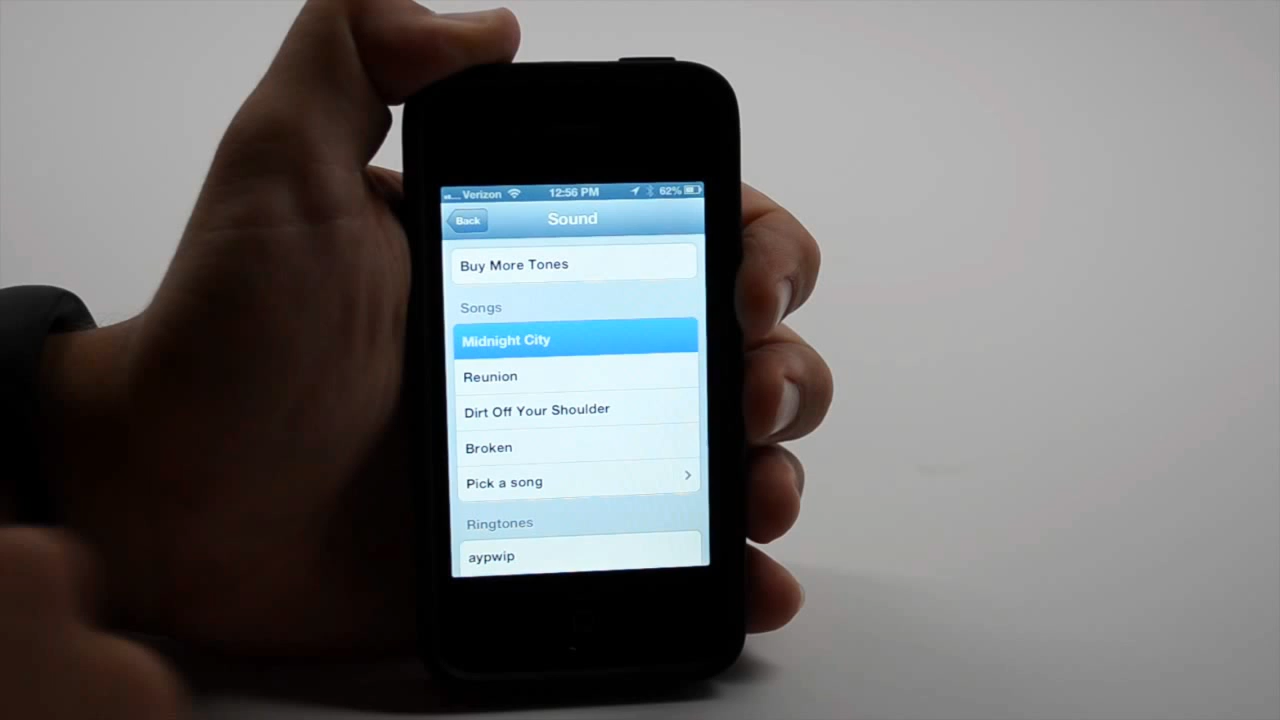 Verizon 12:56 PM 62%
Back Sound
Buy More Tones
Songs
Midnight City
Reunion
Dirt Off Your Shoulder
Broken
Pick a song
Ringtones
aypwip